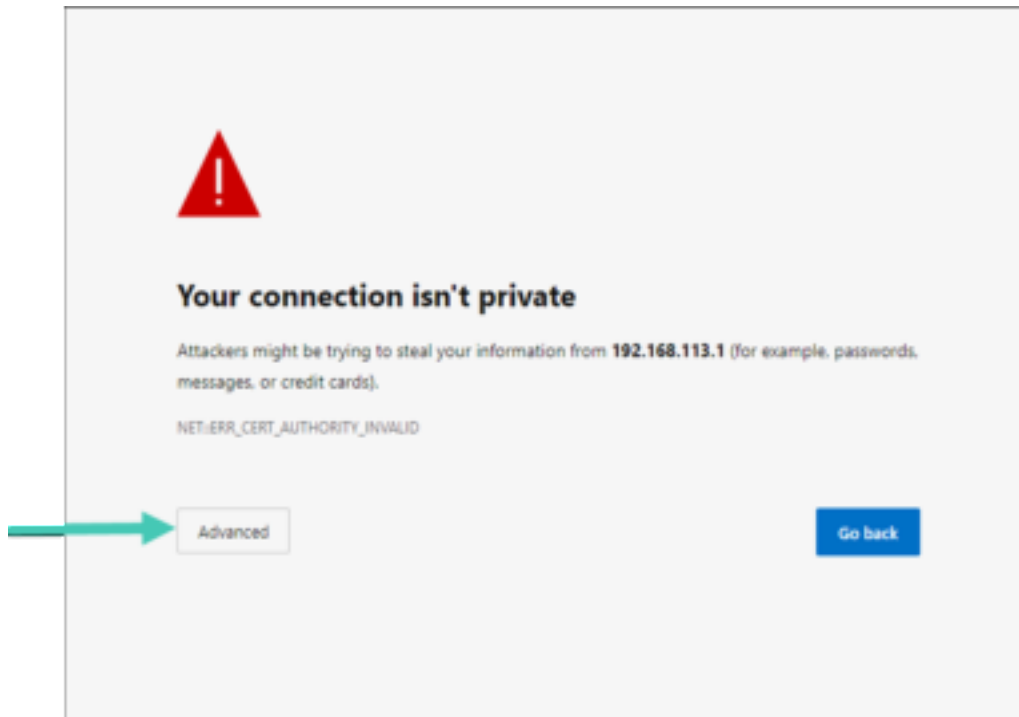 Your connection isn't private
Attackers might be trying to steal your information from 192.168.113.1 (for example, passwords,
messages, or credit cards).
NET::ERR_CERT_AUTHORITY_INVALID
Advanced
Go back